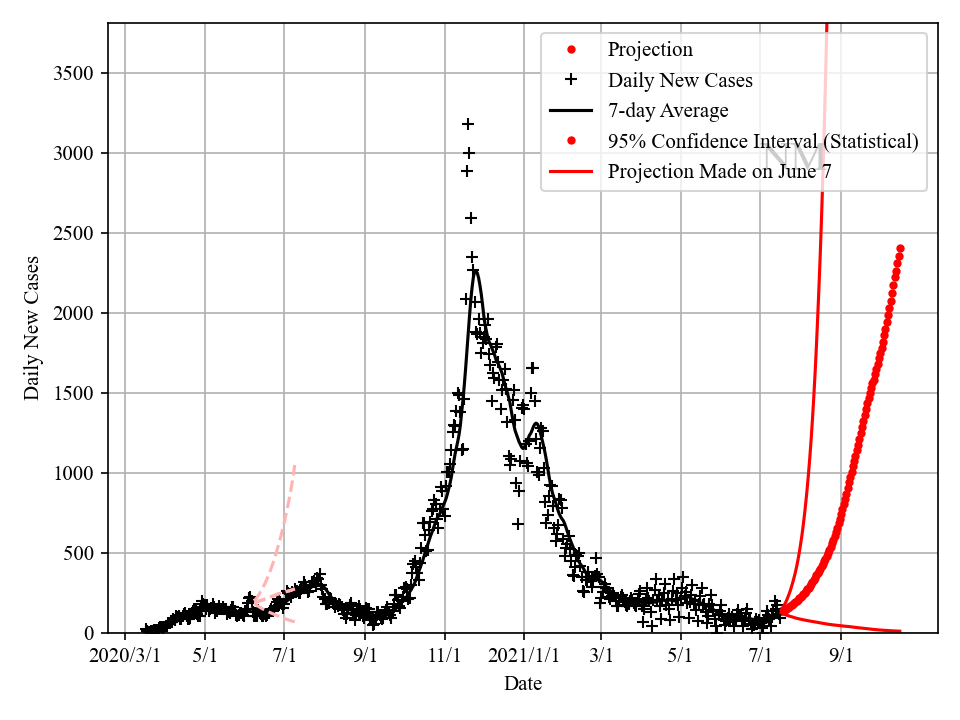 Projection
Daily New Cases
7-day Average
95% Confidence Interval (Statistical)
Projection Made on June 7
NM
3500
3000
2500
2000
1500
1000
500
0
Daily New Cases
2020/3/1 5/1 7/1 9/1 11/1 2021/1/1 3/1 5/1 7/1 9/1
Date